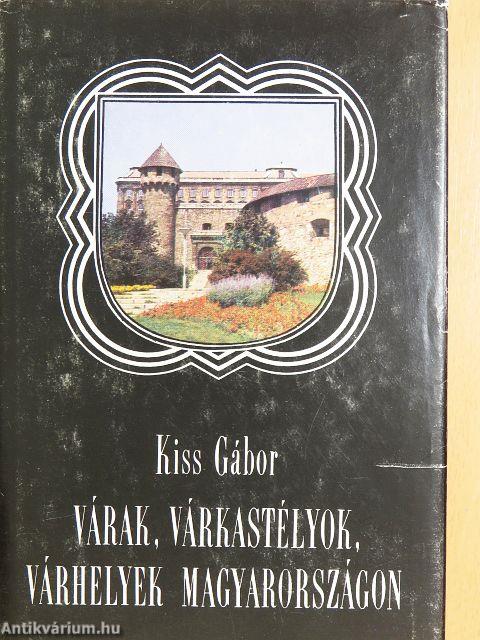 Kiss Gábor
VÁRAK, VÁRKASTÉLYOK,
VÁRHELYEK MAGYARORSZÁGON
Antikvárium.hu